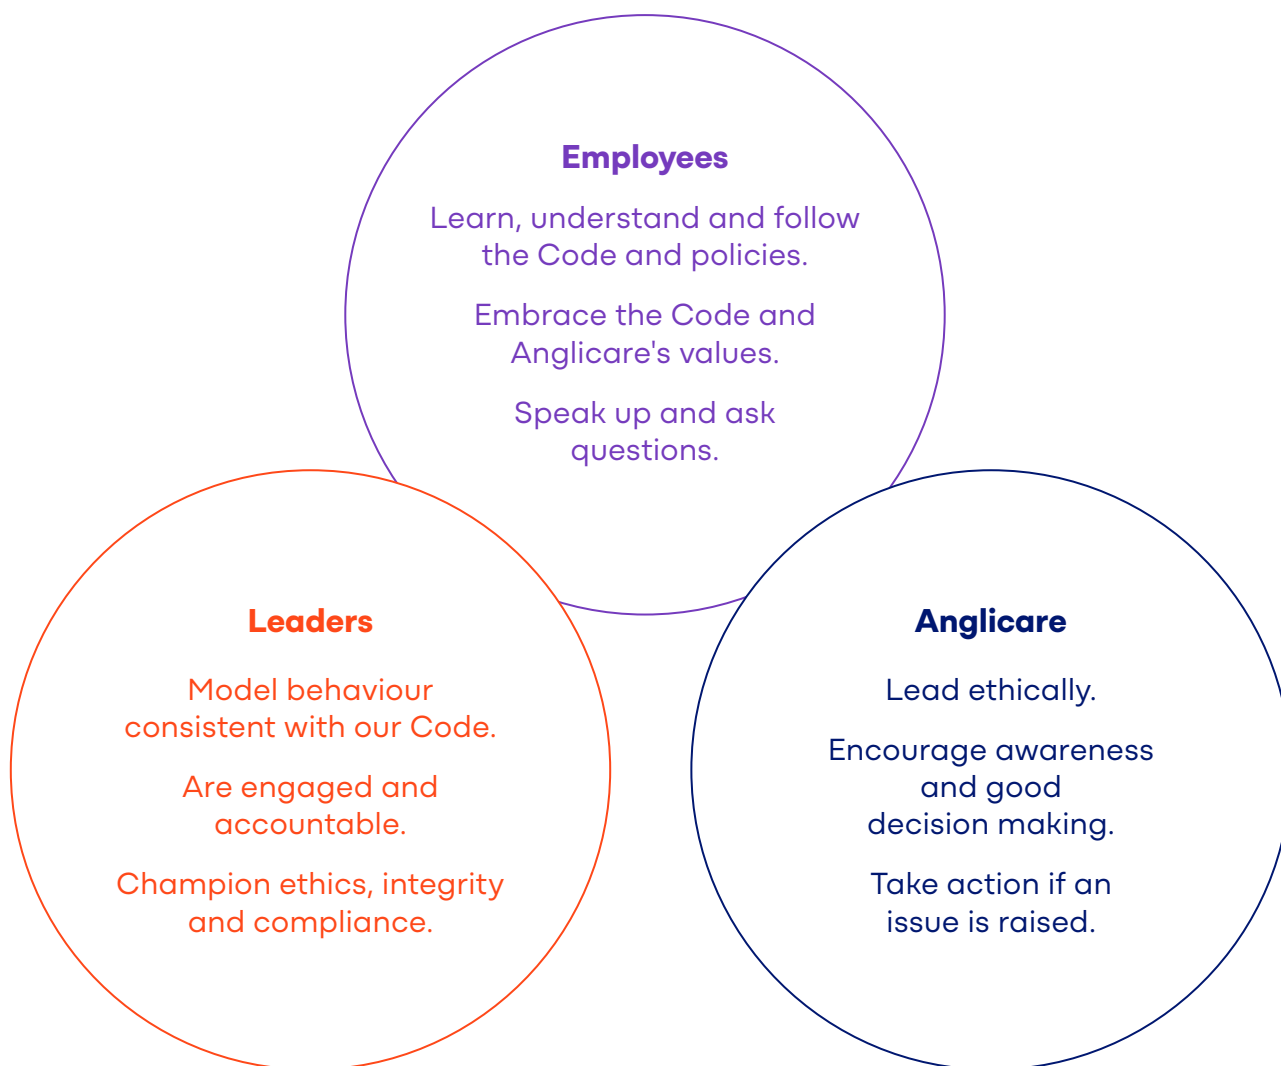 Employees
Learn, understand and follow
the Code and policies.
Embrace the Code and
Anglicare's values.
Speak up and ask
questions.
Leaders
Model behaviour
consistent with our Code.
Are engaged and
accountable.
Champion ethics, integrity
and compliance.
Anglicare
Lead ethically.
Encourage awareness
and good
decision making.
Take action if an
issue is raised.